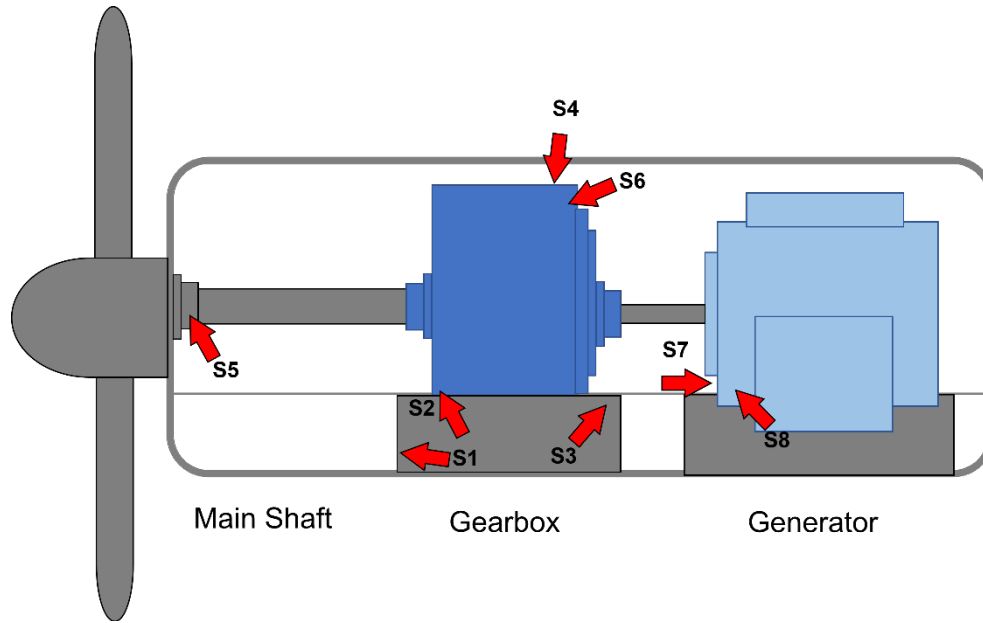 S4
S6
S7
S5
S2
S8
S1
S3
Main Shaft
Gearbox
Generator